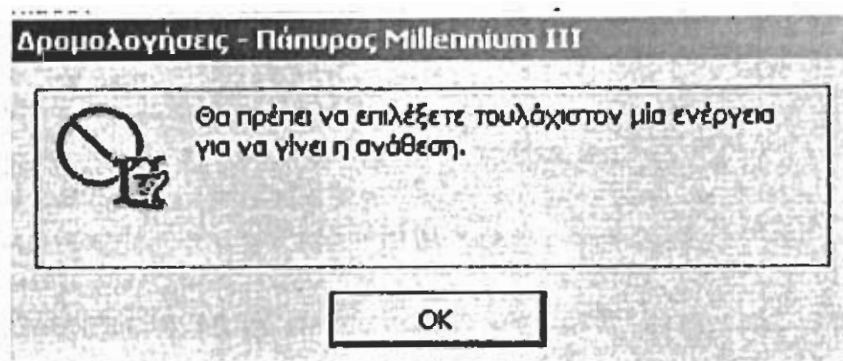 Δρομολογήσεις - Πάπυρος Millennium III
Θα πρέπει να επιλέξετε τουλάχιστον μία ενέργεια
για να γίνει η ανάθεση.
OK